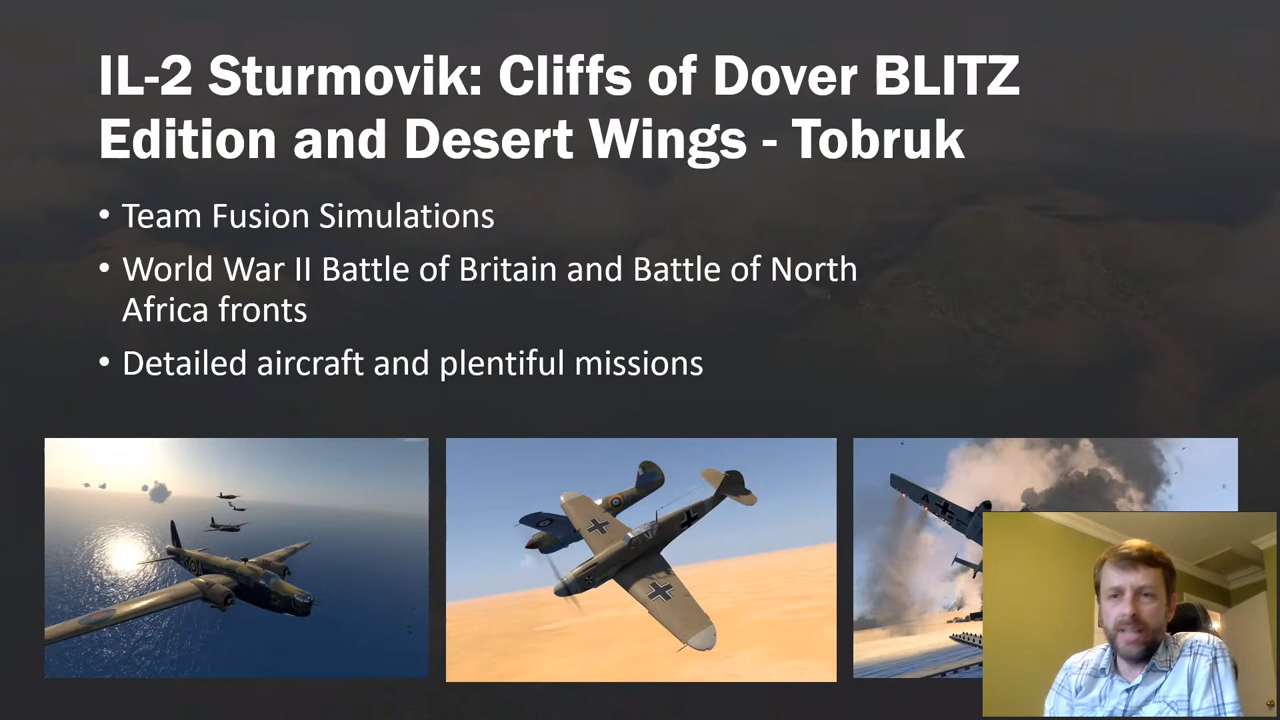 IL-2 Sturmovik: Cliffs of Dover BLITZ
Edition and Desert Wings - Tobruk
• Team Fusion Simulations
• World War II Battle of Britain and Battle of North
Africa fronts
• Detailed aircraft and plentiful missions